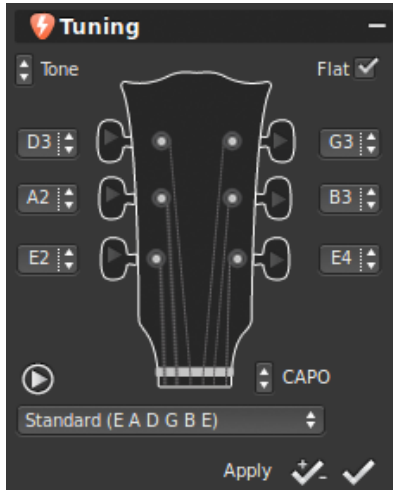 Tuning
Tone Flat
D3 G3
A2 B3
E2 E4
CAPO
Standard (E A D G B E)
Apply